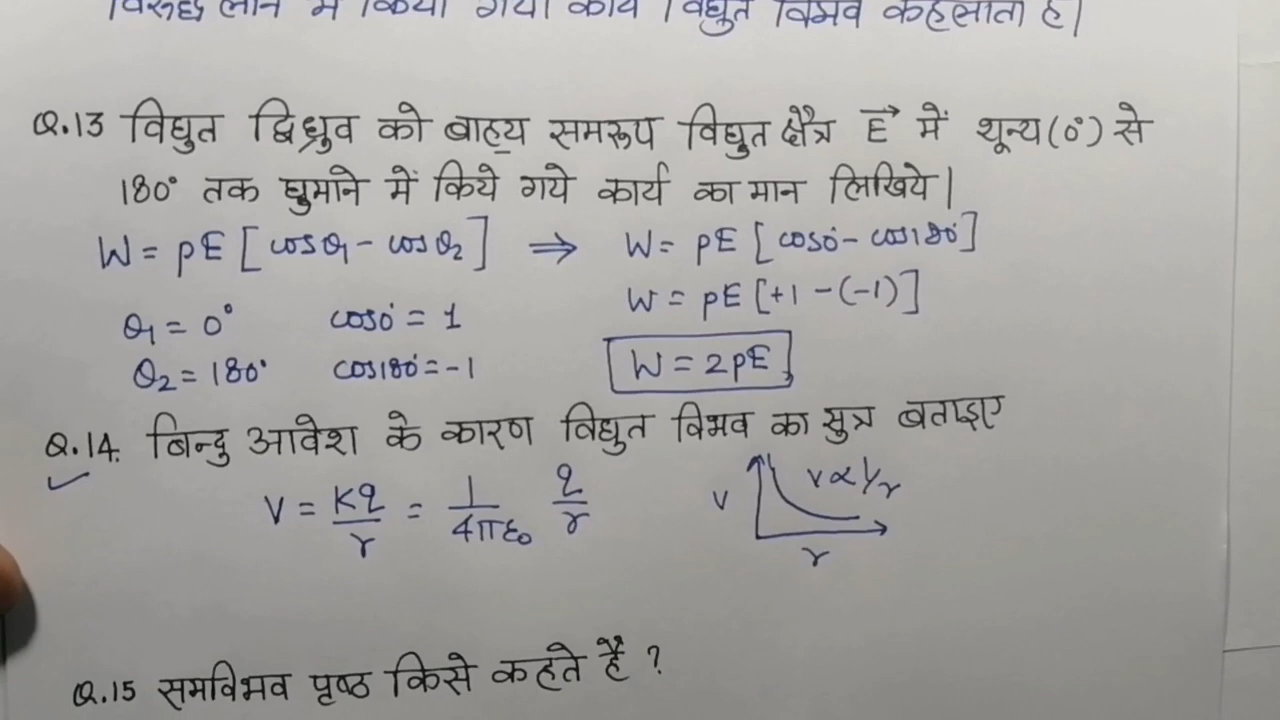 विरुद्ध लाने में किया गया कार्य विद्युत विभव कहलाता है।
Q.13 विद्युत द्विध्रुव को बाह्य समरूप विद्युत क्षैत्र E→ में शून्य (0°) से
180° तक घुमाने में किये गये कार्य का मान लिखिये।
W = pE [cosθ1 - cosθ2] ⇒ W = pE [cos0° - cos180°]
W = pE [+1 - (-1)]
θ1 = 0° cos0° = 1
θ2 = 180° cos180° = -1 W = 2pE
Q.14. बिन्दु आवेश के कारण विद्युत विभव का सुत्र बताइए
V = Kq/r = 1/4πε0 q/r V V∝1/r
r
Q.15 समविभव पृष्ठ किसे कहते है ?